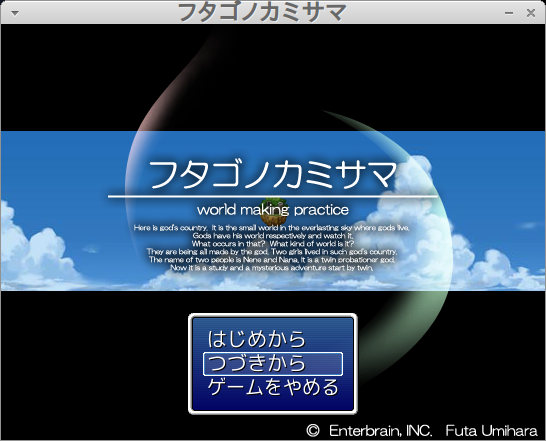 フタゴノカミサマ
フタゴノカミサマ
world making practice
Here is god's country. It is the small world in the everlasting sky where gods live.
Gods have his world respectively and watch it.
What occurs in that? What kind of world is it?
They are being all made by the god. Two girls lived in such god's country.
The name of two people is Nene and Nana, it is a twin probationer god.
Now it is a study and a mysterious adventure start by twin.
はじめから
つづきから
ゲームをやめる
© Enterbrain, INC. Futa Umihara